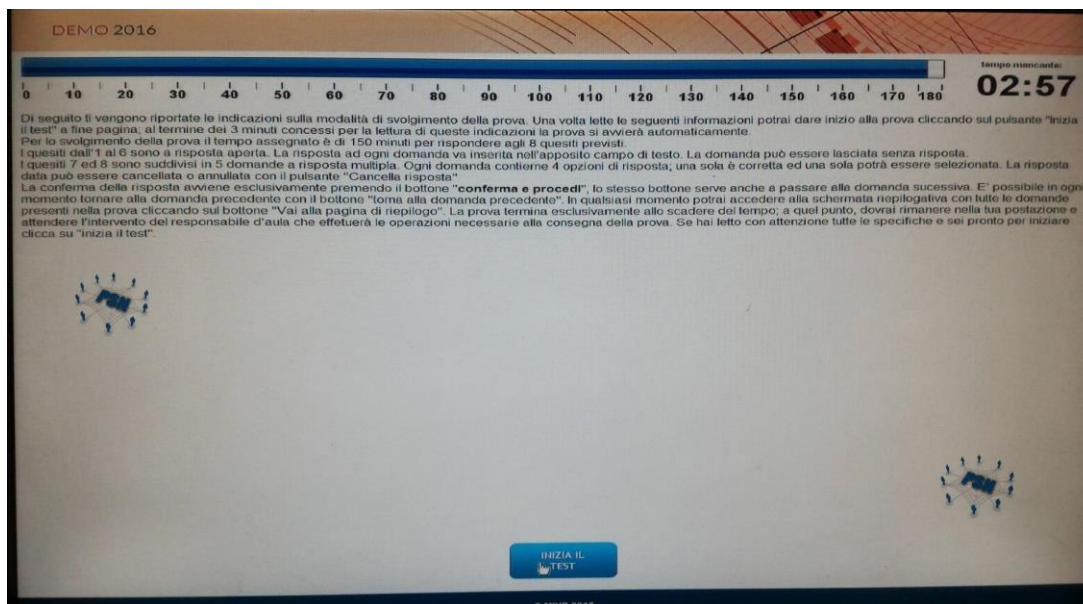 DEMO 2016
tempo mancante:
02:57
0 10 20 30 40 50 60 70 80 90 100 110 120 130 140 150 160 170 180
Di seguito ti vengono riportate le indicazioni sulla modalità di svolgimento della prova. Una volta lette le seguenti informazioni potrai dare inizio alla prova cliccando sul pulsante "Inizia
il test" a fine pagina; al termine dei 3 minuti concessi per la lettura di queste indicazioni la prova si avvierà automaticamente.
Per lo svolgimento della prova il tempo assegnato è di 150 minuti per rispondere agli 8 quesiti previsti.
I quesiti dall'1 al 6 sono a risposta aperta. La risposta ad ogni domanda va inserita nell'apposito campo di testo. La domanda può essere lasciata senza risposta.
I quesiti 7 ed 8 sono suddivisi in 5 domande a risposta multipla. Ogni domanda contiene 4 opzioni di risposta; una sola è corretta ed una sola potrà essere selezionata. La risposta
data può essere cancellata o annullata con il pulsante "Cancella risposta"
La conferma della risposta avviene esclusivamente premendo il bottone "conferma e procedi", lo stesso bottone serve anche a passare alla domanda sucessiva. E' possibile in ogni
momento tornare alla domanda precedente con il bottone "torna alla domanda precedente". In qualsiasi momento potrai accedere alla schermata riepilogativa con tutte le domande
presenti nella prova cliccando sul bottone "Vai alla pagina di riepilogo". La prova termina esclusivamente allo scadere del tempo; a quel punto, dovrai rimanere nella tua postazione e
attendere l'intervento del responsabile d'aula che effetuerà le operazioni necessarie alla consegna della prova. Se hai letto con attenzione tutte le specifiche e sei pronto per iniziare
clicca su "inizia il test".
PSN
PSN
INIZIA IL
TEST